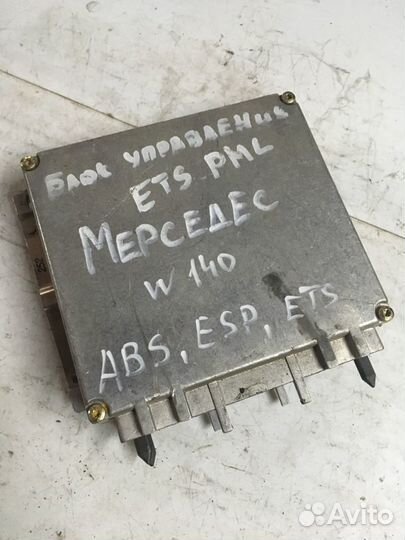 Блок управления
ETS PML
МЕРСЕДЕС
W 140
ABS, ESP, ETS
Avito